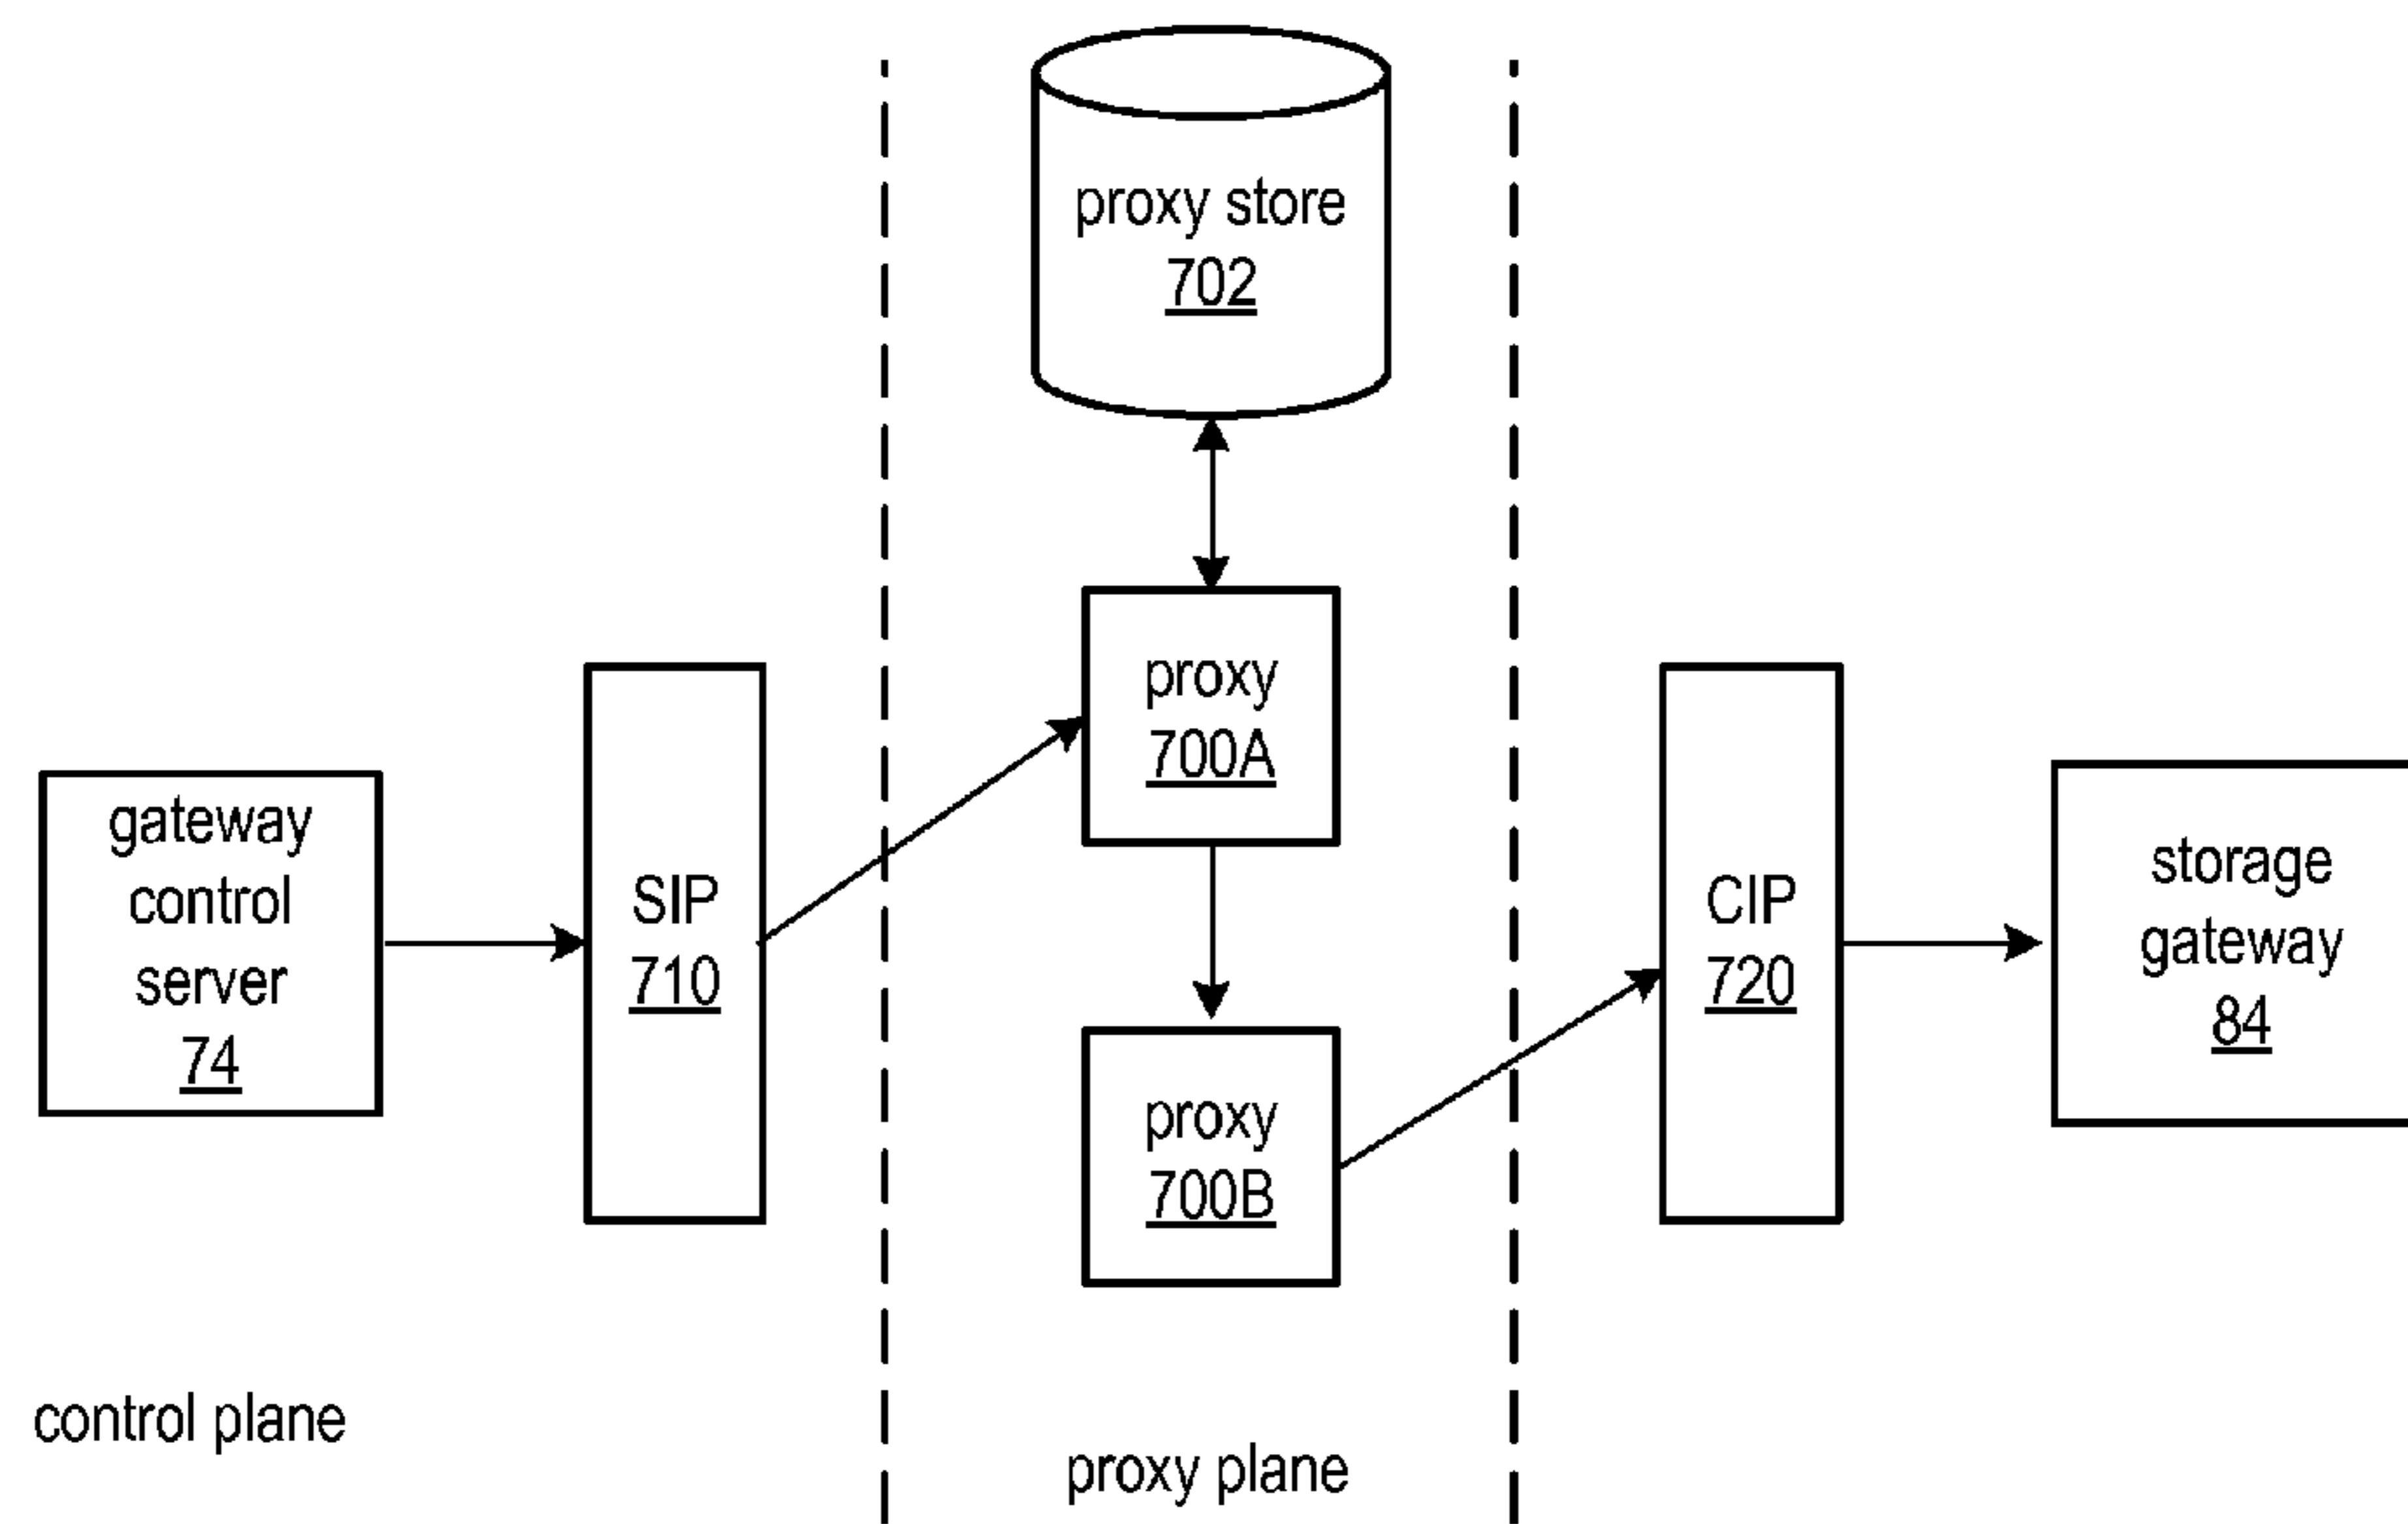 proxy store
702
proxy
700A
gateway
control
server
74
SIP
710
CIP
720
storage
gateway
84
proxy
700B
control plane
proxy plane